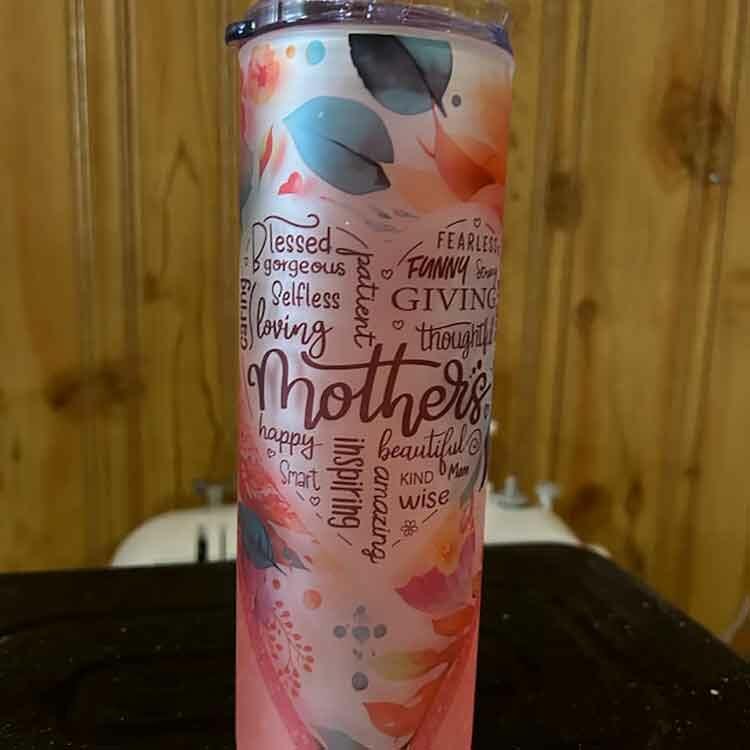 Blessed
gorgeous
caring
Selfless
loving
patient
FEARLESS
FUNNY Strong
GIVING
thoughtful
Mothers
happy
Smart
inspiring
amazing
beautiful
Mom
KIND
wise